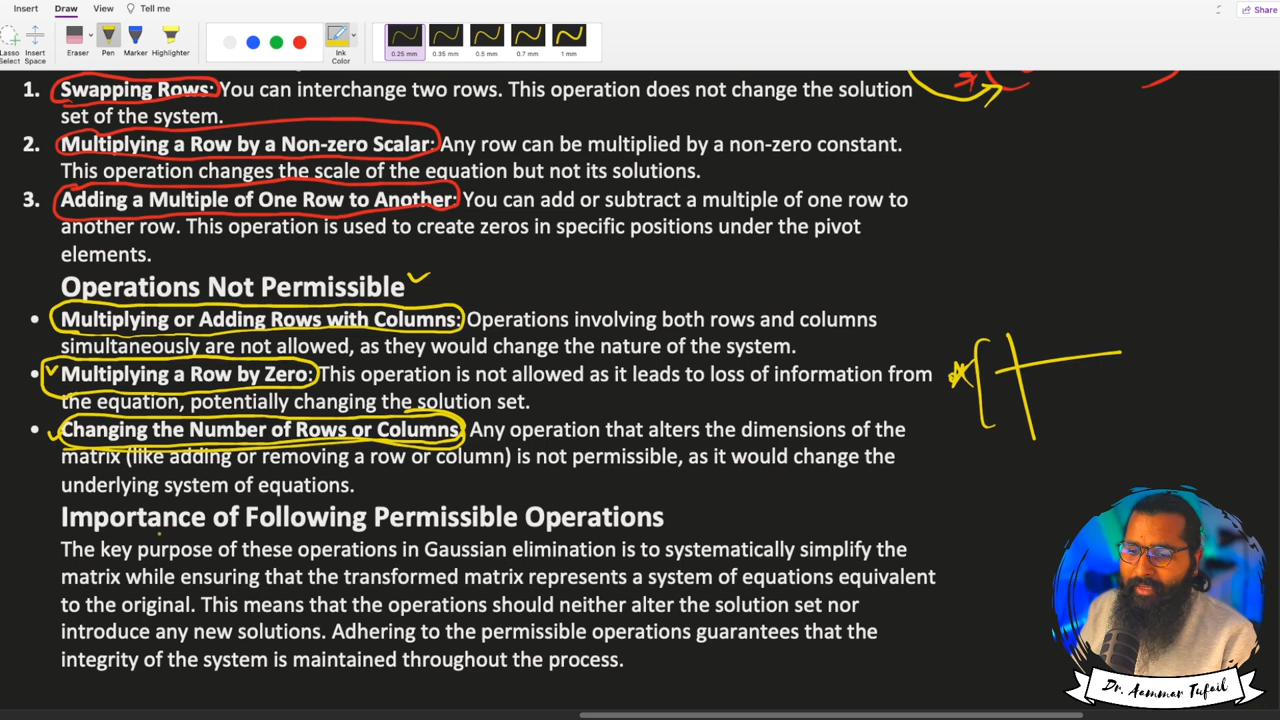 Insert Draw View Tell me
Share
Lasso Select
Insert Space
Eraser
Pen
Marker
Highlighter
Ink Color
0.25 mm
0.35 mm
0.5 mm
0.7 mm
1 mm
1. Swapping Rows: You can interchange two rows. This operation does not change the solution
set of the system.
2. Multiplying a Row by a Non-zero Scalar: Any row can be multiplied by a non-zero constant.
This operation changes the scale of the equation but not its solutions.
3. Adding a Multiple of One Row to Another: You can add or subtract a multiple of one row to
another row. This operation is used to create zeros in specific positions under the pivot
elements.
Operations Not Permissible
• Multiplying or Adding Rows with Columns: Operations involving both rows and columns
simultaneously are not allowed, as they would change the nature of the system.
• Multiplying a Row by Zero: This operation is not allowed as it leads to loss of information from
the equation, potentially changing the solution set.
• Changing the Number of Rows or Columns: Any operation that alters the dimensions of the
matrix (like adding or removing a row or column) is not permissible, as it would change the
underlying system of equations.
Importance of Following Permissible Operations
The key purpose of these operations in Gaussian elimination is to systematically simplify the
matrix while ensuring that the transformed matrix represents a system of equations equivalent
to the original. This means that the operations should neither alter the solution set nor
introduce any new solutions. Adhering to the permissible operations guarantees that the
integrity of the system is maintained throughout the process.
Dr. Aammar Tufail